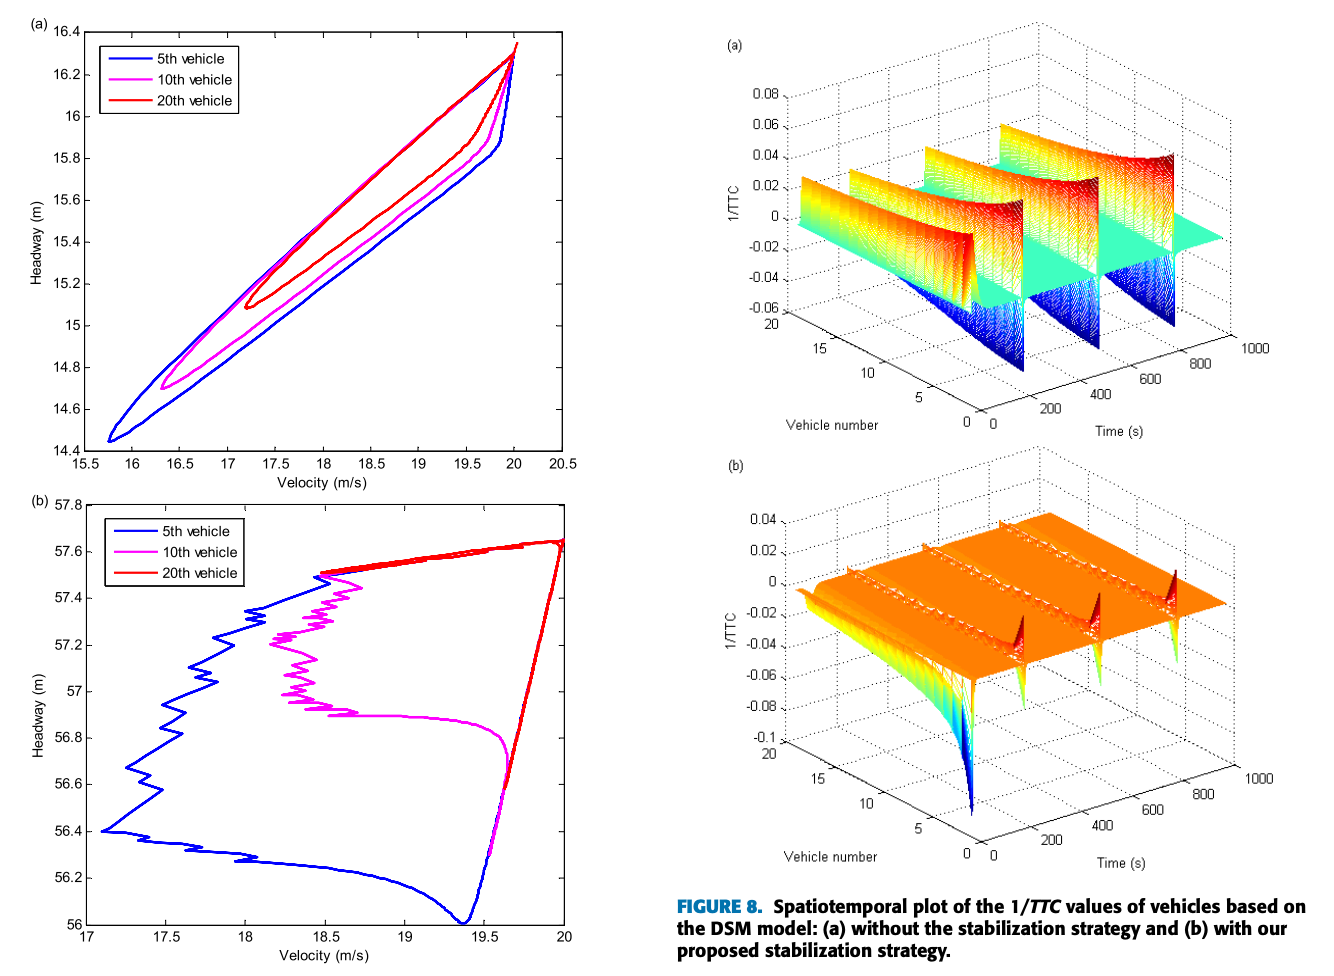 (a)
16.4
16.2
16
15.8
15.6
15.4
15.2
15
14.8
14.6
14.4
Headway (m)
5th vehicle
10th vehicle
20th vehicle
15.5 16 16.5 17 17.5 18 18.5 19 19.5 20 20.5
Velocity (m/s)
(b)
57.8
57.6
57.4
57.2
57
56.8
56.6
56.4
56.2
56
Headway (m)
5th vehicle
10th vehicle
20th vehicle
17 17.5 18 18.5 19 19.5 20
Velocity (m/s)
(a)
0.08
0.06
0.04
0.02
0
-0.02
-0.04
-0.06
1/TTC
20
15
10
5
0
Vehicle number
0
200
400
600
800
1000
Time (s)
(b)
0.04
0.02
0
-0.02
-0.04
-0.06
-0.08
-0.1
1/TTC
20
15
10
5
0
Vehicle number
0
200
400
600
800
1000
Time (s)
FIGURE 8. Spatiotemporal plot of the 1/TTC values of vehicles based on
the DSM model: (a) without the stabilization strategy and (b) with our
proposed stabilization strategy.